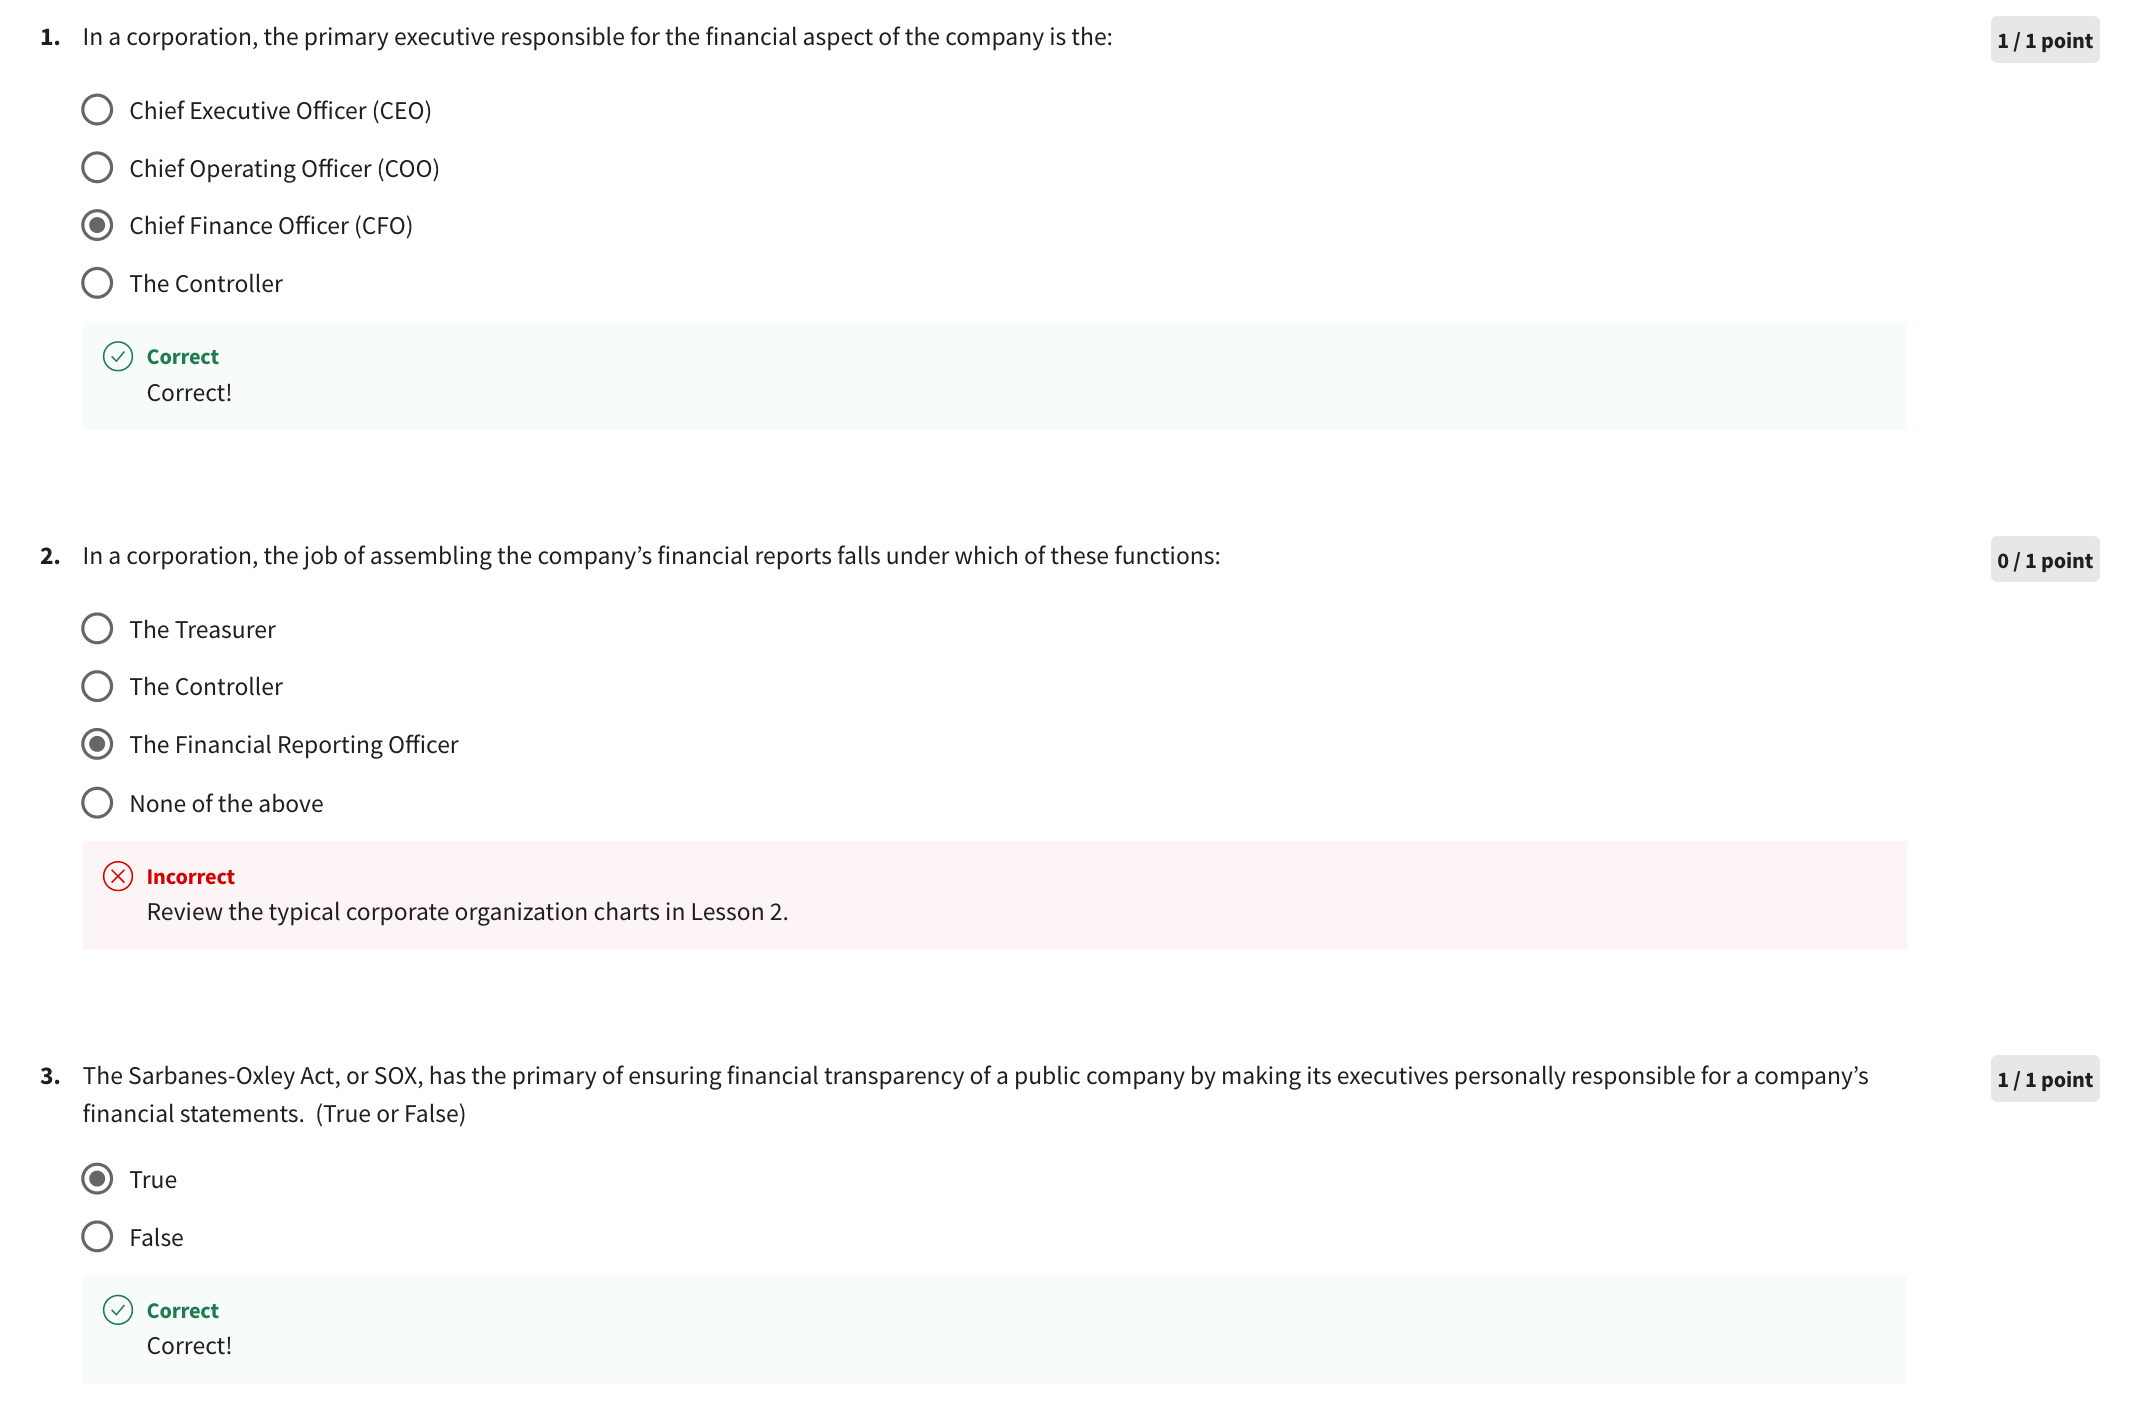 1. In a corporation, the primary executive responsible for the financial aspect of the company is the:
1 / 1 point
Chief Executive Officer (CEO)
Chief Operating Officer (COO)
Chief Finance Officer (CFO)
The Controller
Correct
Correct!
2. In a corporation, the job of assembling the company’s financial reports falls under which of these functions:
0 / 1 point
The Treasurer
The Controller
The Financial Reporting Officer
None of the above
Incorrect
Review the typical corporate organization charts in Lesson 2.
3. The Sarbanes-Oxley Act, or SOX, has the primary of ensuring financial transparency of a public company by making its executives personally responsible for a company’s
financial statements. (True or False)
1 / 1 point
True
False
Correct
Correct!